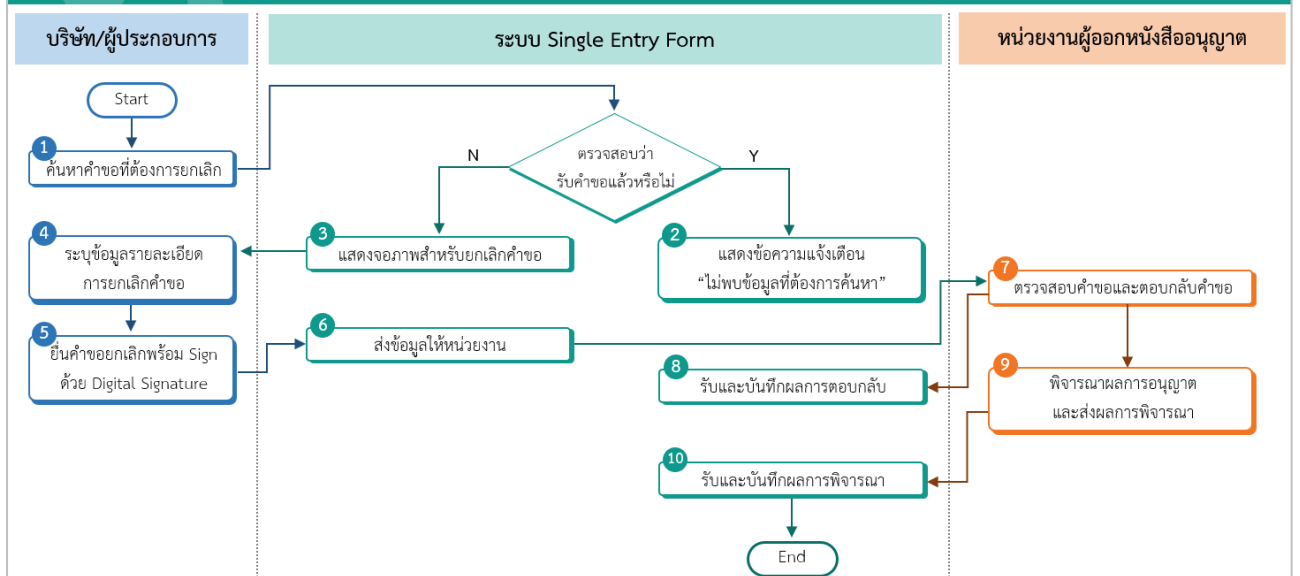 บริษัท/ผู้ประกอบการ
ระบบ Single Entry Form
หน่วยงานผู้ออกหนังสืออนุญาต
Start
1
ค้นหาคำขอที่ต้องการยกเลิก
ตรวจสอบว่า
รับคำขอแล้วหรือไม่
N
Y
2
แสดงข้อความแจ้งเตือน
“ไม่พบข้อมูลที่ต้องการค้นหา”
3
แสดงจอภาพสำหรับยกเลิกคำขอ
4
ระบุข้อมูลรายละเอียด
การยกเลิกคำขอ
5
ยื่นคำขอยกเลิกพร้อม Sign
ด้วย Digital Signature
6
ส่งข้อมูลให้หน่วยงาน
7
ตรวจสอบคำขอและตอบกลับคำขอ
8
รับและบันทึกผลการตอบกลับ
9
พิจารณาผลการอนุญาต
และส่งผลการพิจารณา
10
รับและบันทึกผลการพิจารณา
End